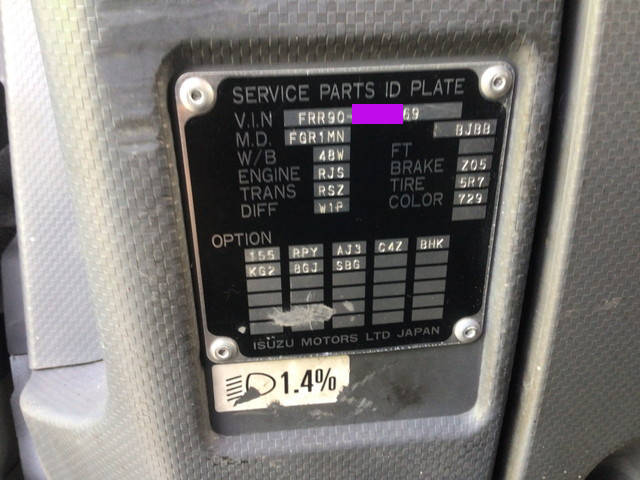 SERVICE PARTS ID PLATE
V.I.N FRR90- 69
M.D. FGR1MN BJBB
W/B 48W FT
ENGINE RJS BRAKE Z05
TRANS RSZ TIRE 5R7
DIFF W1P COLOR 729
OPTION
155 RPY AJ3 C4Z BHK
KG2 BGJ SBG
ISUZU MOTORS LTD JAPAN
1.4%